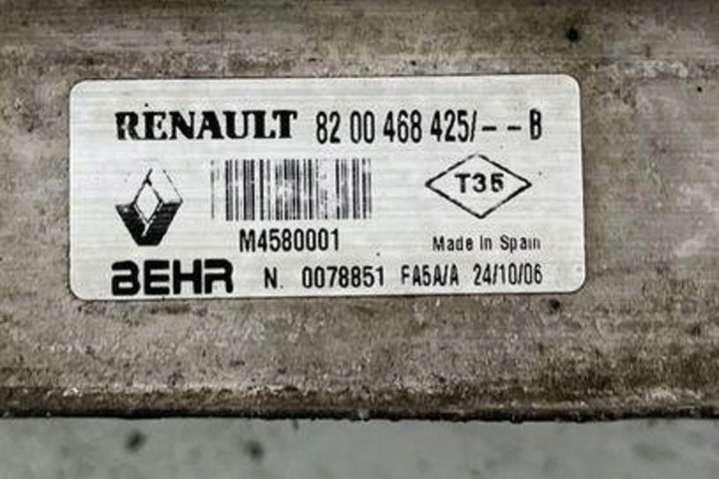 RENAULT 82 00 468 425/--B
T35
M4580001 Made In Spain
BEHR N. 0078851 FA5A/A 24/10/06